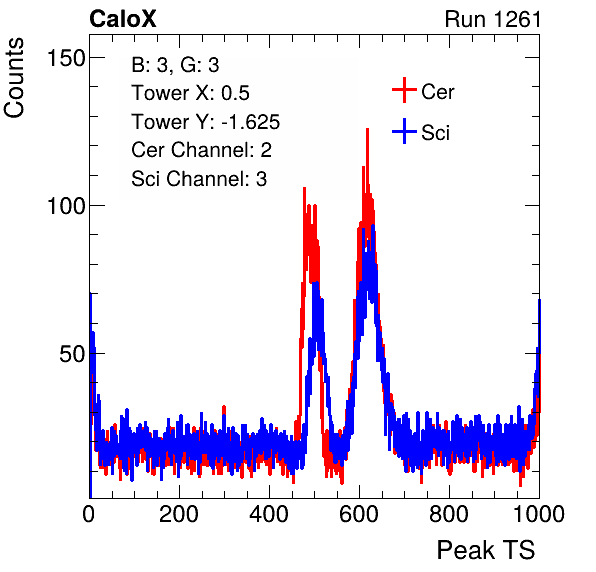 CaloX
Run 1261
Counts
150
100
50
B: 3, G: 3
Tower X: 0.5
Tower Y: -1.625
Cer Channel: 2
Sci Channel: 3
Cer
Sci
0 200 400 600 800 1000
Peak TS